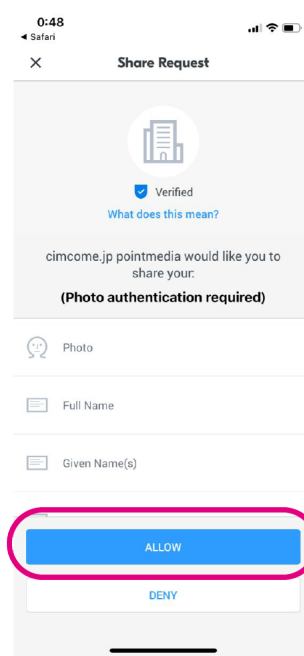 0:48
◀ Safari
Share Request
Verified
What does this mean?
cimcome.jp pointmedia would like you to
share your:
(Photo authentication required)
Photo
Full Name
Given Name(s)
ALLOW
DENY